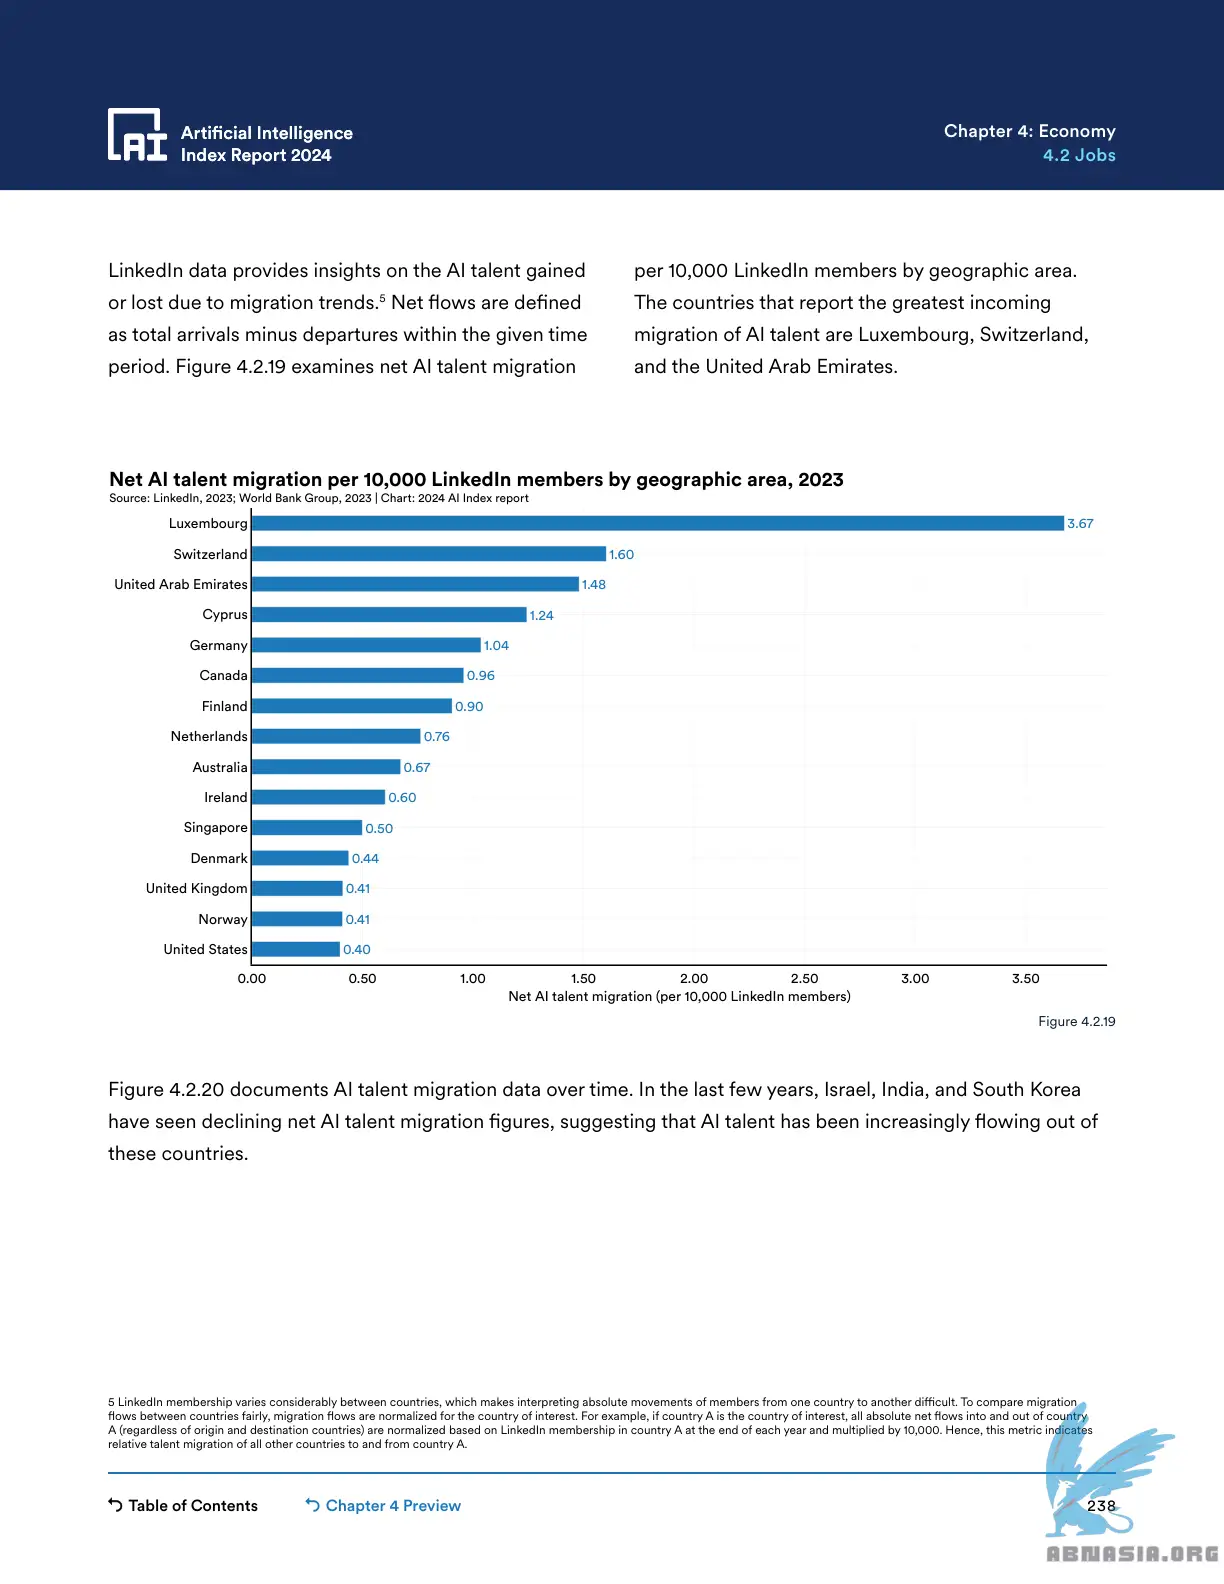 Artificial Intelligence
Index Report 2024
Chapter 4: Economy
4.2 Jobs
LinkedIn data provides insights on the AI talent gained
or lost due to migration trends.⁵ Net flows are defined
as total arrivals minus departures within the given time
period. Figure 4.2.19 examines net AI talent migration
per 10,000 LinkedIn members by geographic area.
The countries that report the greatest incoming
migration of AI talent are Luxembourg, Switzerland,
and the United Arab Emirates.
Net AI talent migration per 10,000 LinkedIn members by geographic area, 2023
Source: LinkedIn, 2023; World Bank Group, 2023 | Chart: 2024 AI Index report
Luxembourg 3.67
Switzerland 1.60
United Arab Emirates 1.48
Cyprus 1.24
Germany 1.04
Canada 0.96
Finland 0.90
Netherlands 0.76
Australia 0.67
Ireland 0.60
Singapore 0.50
Denmark 0.44
United Kingdom 0.41
Norway 0.41
United States 0.40
0.00 0.50 1.00 1.50 2.00 2.50 3.00 3.50
Net AI talent migration (per 10,000 LinkedIn members)
Figure 4.2.19
Figure 4.2.20 documents AI talent migration data over time. In the last few years, Israel, India, and South Korea
have seen declining net AI talent migration figures, suggesting that AI talent has been increasingly flowing out of
these countries.
5 LinkedIn membership varies considerably between countries, which makes interpreting absolute movements of members from one country to another difficult. To compare migration
flows between countries fairly, migration flows are normalized for the country of interest. For example, if country A is the country of interest, all absolute net flows into and out of country
A (regardless of origin and destination countries) are normalized based on LinkedIn membership in country A at the end of each year and multiplied by 10,000. Hence, this metric indicates
relative talent migration of all other countries to and from country A.
Table of Contents
Chapter 4 Preview
238
ABNASIA.ORG